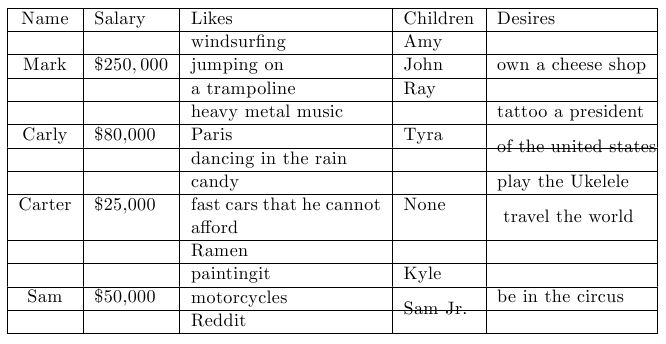 Name Salary Likes Children Desires
windsurfing Amy
Mark $250,000 jumping on John own a cheese shop
a trampoline Ray
heavy metal music tattoo a president
Carly $80,000 Paris Tyra
of the united states
dancing in the rain
candy play the Ukelele
Carter $25,000 fast cars that he cannot None
travel the world
afford
Ramen
paintingit Kyle
Sam $50,000 motorcycles be in the circus
Sam Jr.
Reddit